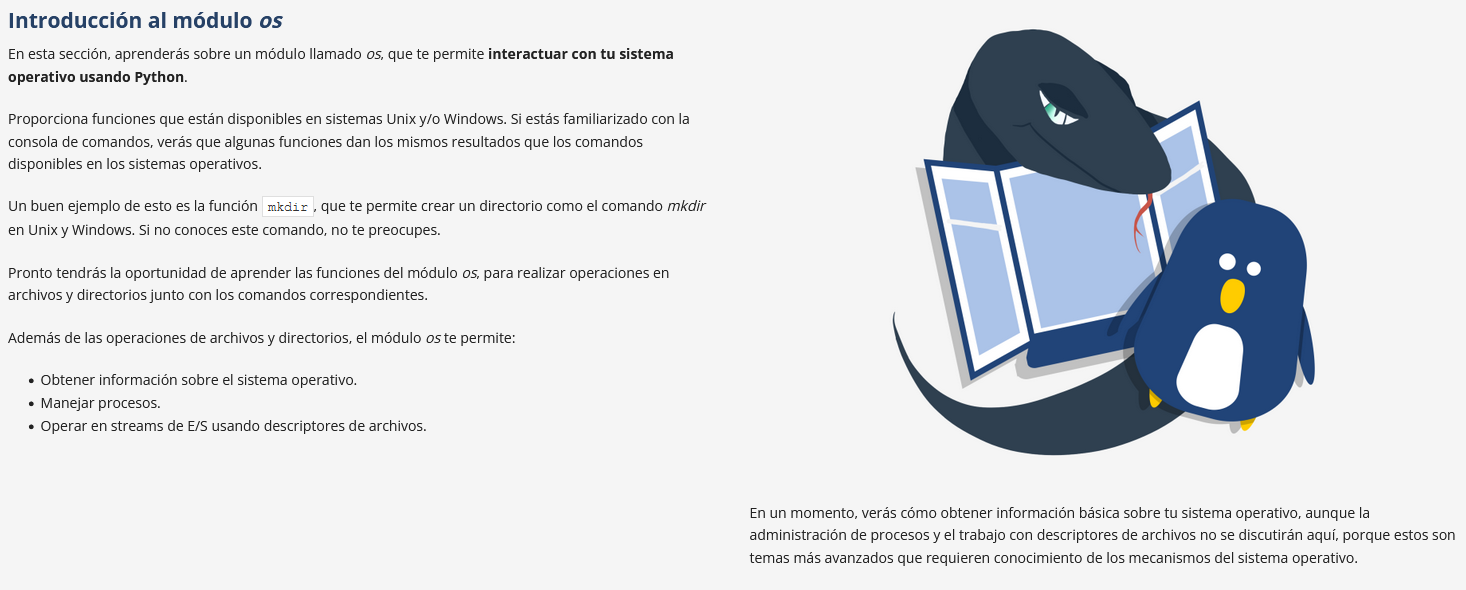 Introducción al módulo os
En esta sección, aprenderás sobre un módulo llamado os, que te permite interactuar con tu sistema
operativo usando Python.
Proporciona funciones que están disponibles en sistemas Unix y/o Windows. Si estás familiarizado con la
consola de comandos, verás que algunas funciones dan los mismos resultados que los comandos
disponibles en los sistemas operativos.
Un buen ejemplo de esto es la función mkdir, que te permite crear un directorio como el comando mkdir
en Unix y Windows. Si no conoces este comando, no te preocupes.
Pronto tendrás la oportunidad de aprender las funciones del módulo os, para realizar operaciones en
archivos y directorios junto con los comandos correspondientes.
Además de las operaciones de archivos y directorios, el módulo os te permite:
• Obtener información sobre el sistema operativo.
• Manejar procesos.
• Operar en streams de E/S usando descriptores de archivos.
En un momento, verás cómo obtener información básica sobre tu sistema operativo, aunque la
administración de procesos y el trabajo con descriptores de archivos no se discutirán aquí, porque estos son
temas más avanzados que requieren conocimiento de los mecanismos del sistema operativo.